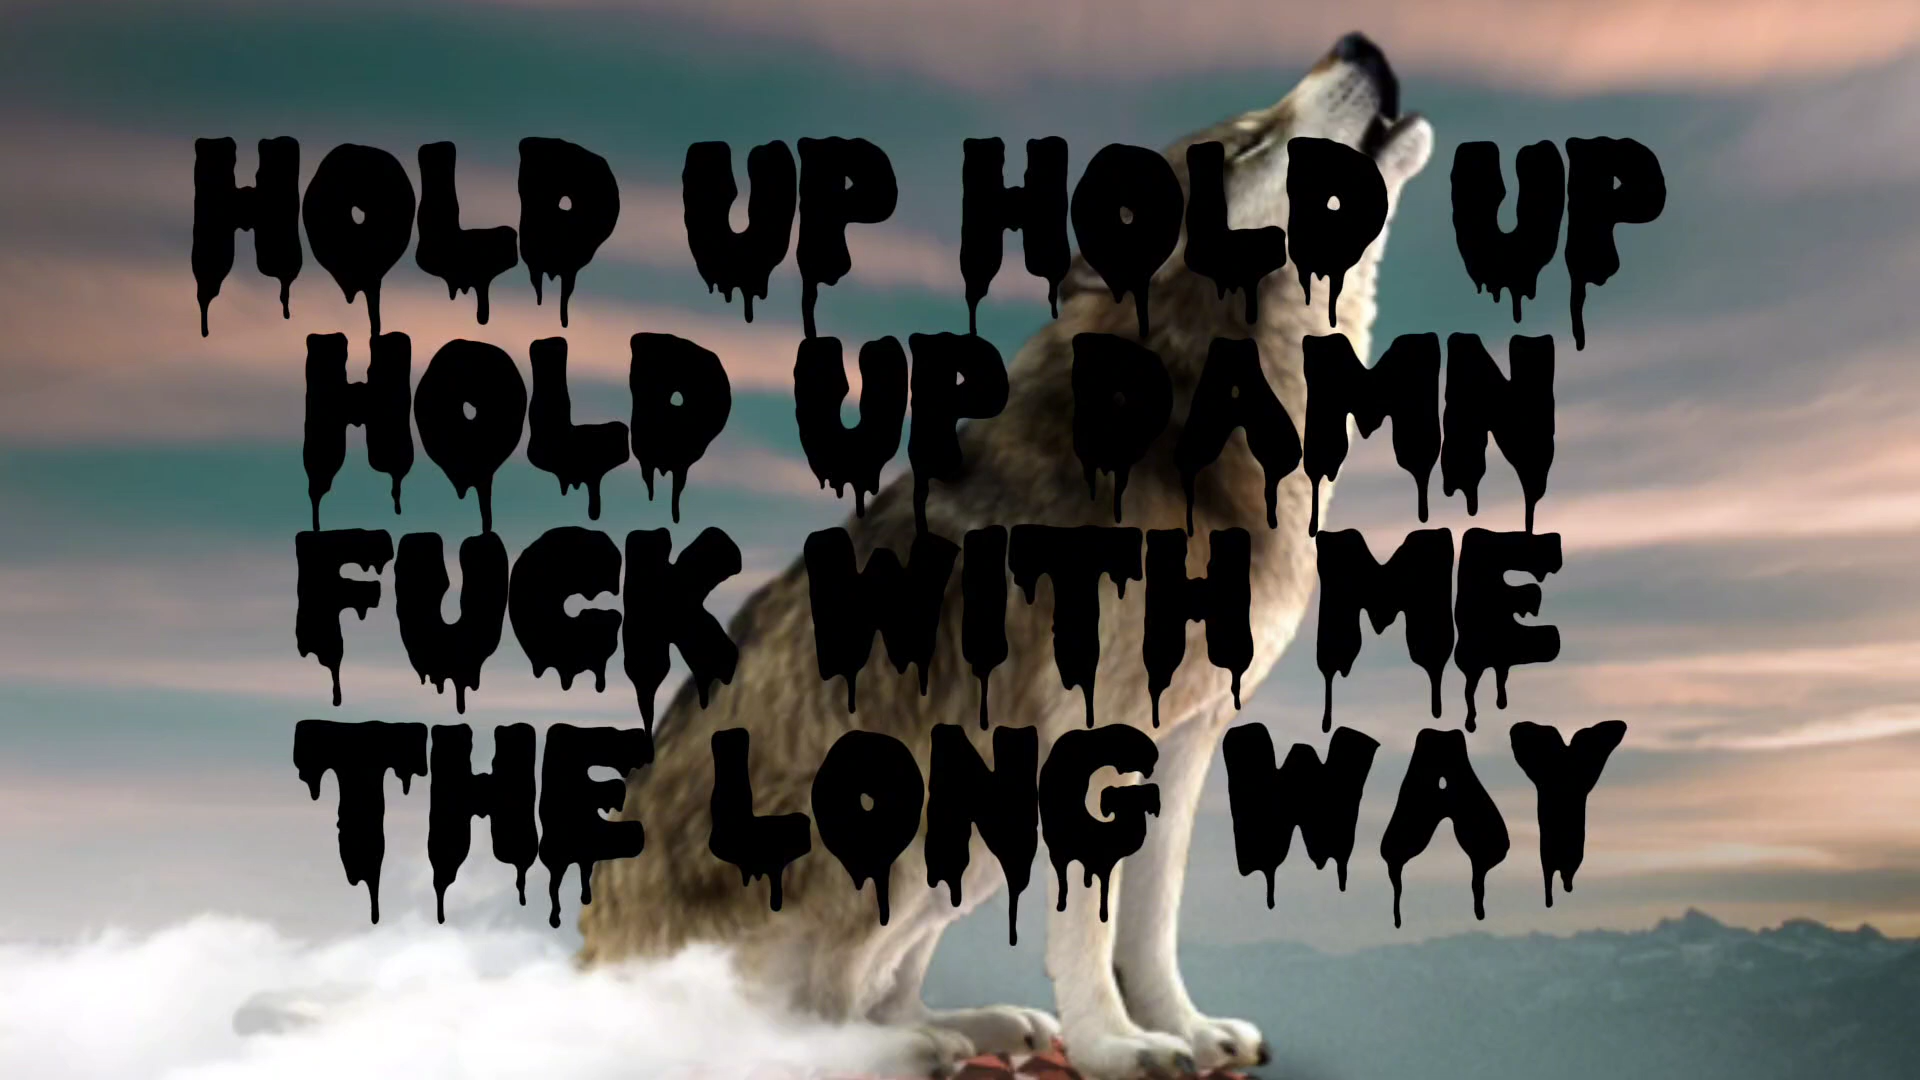 HOLD UP HOLD UP
HOLD UP DAMN
FUCK WITH ME
THE LONG WAY